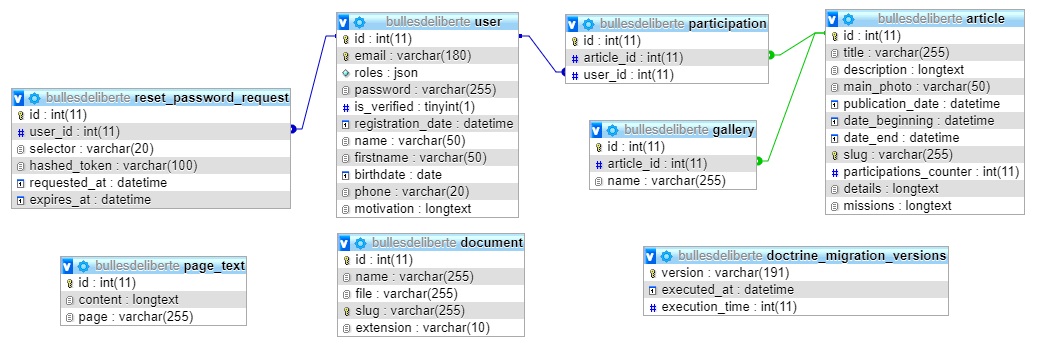 bullesdeliberte reset_password_request
id : int(11)
user_id : int(11)
selector : varchar(20)
hashed_token : varchar(100)
requested_at : datetime
expires_at : datetime
bullesdeliberte user
id : int(11)
email : varchar(180)
roles : json
password : varchar(255)
is_verified : tinyint(1)
registration_date : datetime
name : varchar(50)
firstname : varchar(50)
birthdate : date
phone : varchar(20)
motivation : longtext
bullesdeliberte participation
id : int(11)
article_id : int(11)
user_id : int(11)
bullesdeliberte gallery
id : int(11)
article_id : int(11)
name : varchar(255)
bullesdeliberte article
id : int(11)
title : varchar(255)
description : longtext
main_photo : varchar(50)
publication_date : datetime
date_beginning : datetime
date_end : datetime
slug : varchar(255)
participations_counter : int(11)
details : longtext
missions : longtext
bullesdeliberte page_text
id : int(11)
content : longtext
page : varchar(255)
bullesdeliberte document
id : int(11)
name : varchar(255)
file : varchar(255)
slug : varchar(255)
extension : varchar(10)
bullesdeliberte doctrine_migration_versions
version : varchar(191)
executed_at : datetime
execution_time : int(11)